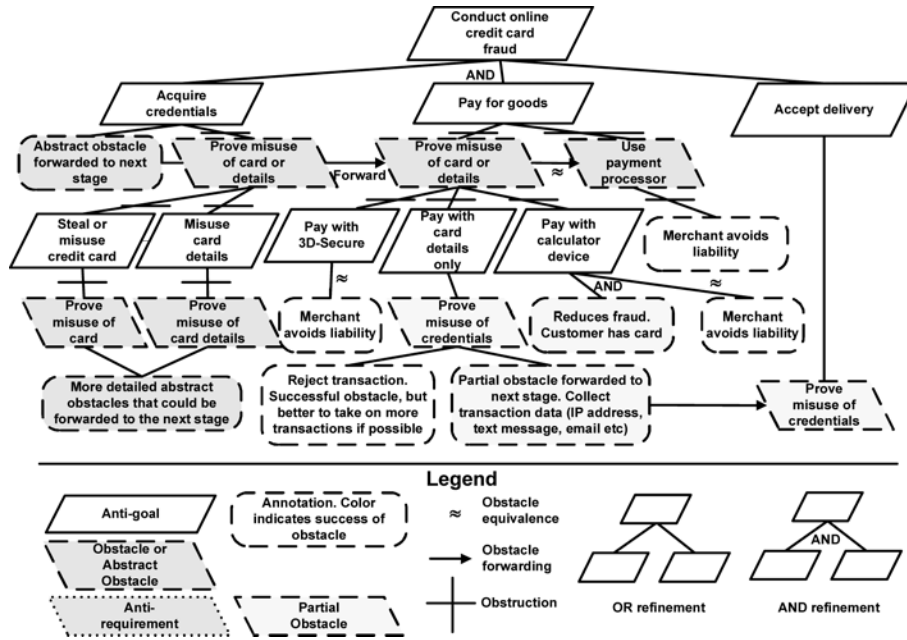 Conduct online
credit card
fraud
AND
Acquire
credentials
Pay for goods
Accept delivery
Abstract obstacle
forwarded to next
stage
Prove misuse
of card or
details
Forward
Prove misuse
of card or
details
≈
Use
payment
processor
Steal or
misuse
credit card
Misuse
card
details
Pay with
3D-Secure
Pay with
card
details
only
Pay with
calculator
device
Merchant avoids
liability
≈
AND
≈
Prove
misuse of
card
Prove
misuse of
card details
Merchant
avoids liability
Prove
misuse of
credentials
Reduces fraud.
Customer has card
Merchant
avoids liability
More detailed abstract
obstacles that could be
forwarded to the next stage
Reject transaction.
Successful obstacle, but
better to take on more
transactions if possible
Partial obstacle forwarded to
next stage. Collect
transaction data (IP address,
text message, email etc)
Prove
misuse of
credentials
Legend
Anti-goal
Annotation. Color
indicates success of
obstacle
≈
Obstacle
equivalence
Obstacle or
Abstract
Obstacle
Obstacle
forwarding
AND
Anti-
requirement
Partial
Obstacle
Obstruction
OR refinement
AND refinement